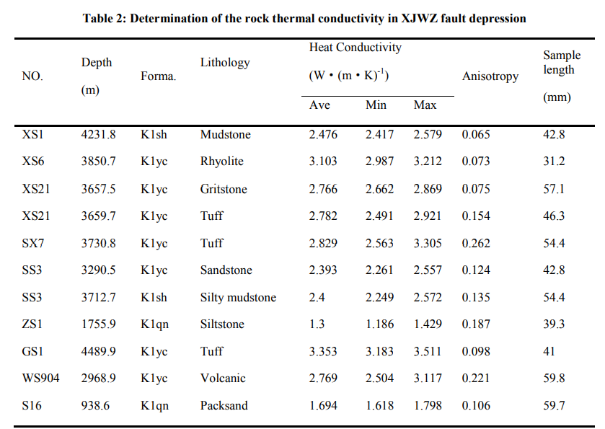 Table 2: Determination of the rock thermal conductivity in XJWZ fault depression
NO. Depth (m) Forma. Lithology Heat Conductivity (W·(m·K)-1) Anisotropy Sample length (mm)
Ave Min Max
XS1 4231.8 K1sh Mudstone 2.476 2.417 2.579 0.065 42.8
XS6 3850.7 K1yc Rhyolite 3.103 2.987 3.212 0.073 31.2
XS21 3657.5 K1yc Gritstone 2.766 2.662 2.869 0.075 57.1
XS21 3659.7 K1yc Tuff 2.782 2.491 2.921 0.154 46.3
SX7 3730.8 K1yc Tuff 2.829 2.563 3.305 0.262 54.4
SS3 3290.5 K1yc Sandstone 2.393 2.261 2.557 0.124 42.8
SS3 3712.7 K1sh Silty mudstone 2.4 2.249 2.572 0.135 54.4
ZS1 1755.9 K1qn Siltstone 1.3 1.186 1.429 0.187 39.3
GS1 4489.9 K1yc Tuff 3.353 3.183 3.511 0.098 41
WS904 2968.9 K1yc Volcanic 2.769 2.504 3.117 0.221 59.8
S16 938.6 K1qn Packsand 1.694 1.618 1.798 0.106 59.7